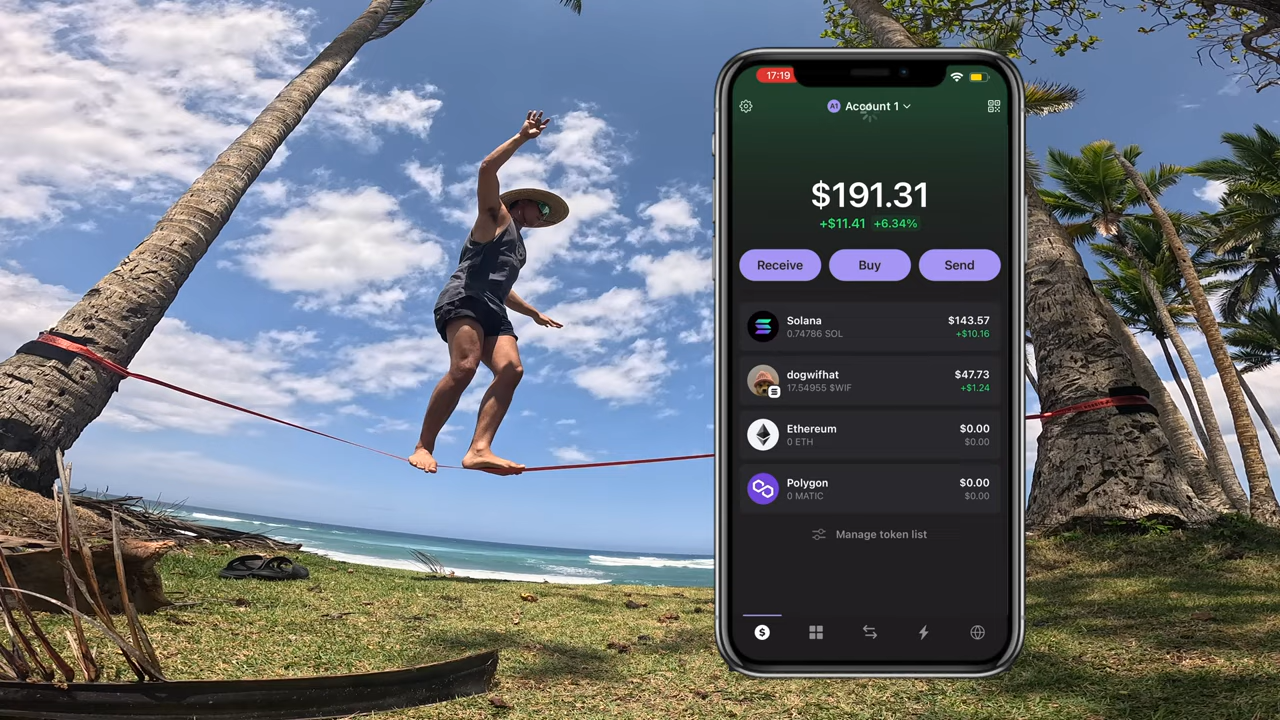 17:19
A1 Account 1
$191.31
+$11.41 +6.34%
Receive Buy Send
Solana $143.57
0.74786 SOL +$10.16
dogwifhat $47.73
17.54955 $WIF +$1.24
Ethereum $0.00
0 ETH $0.00
Polygon $0.00
0 MATIC $0.00
Manage token list